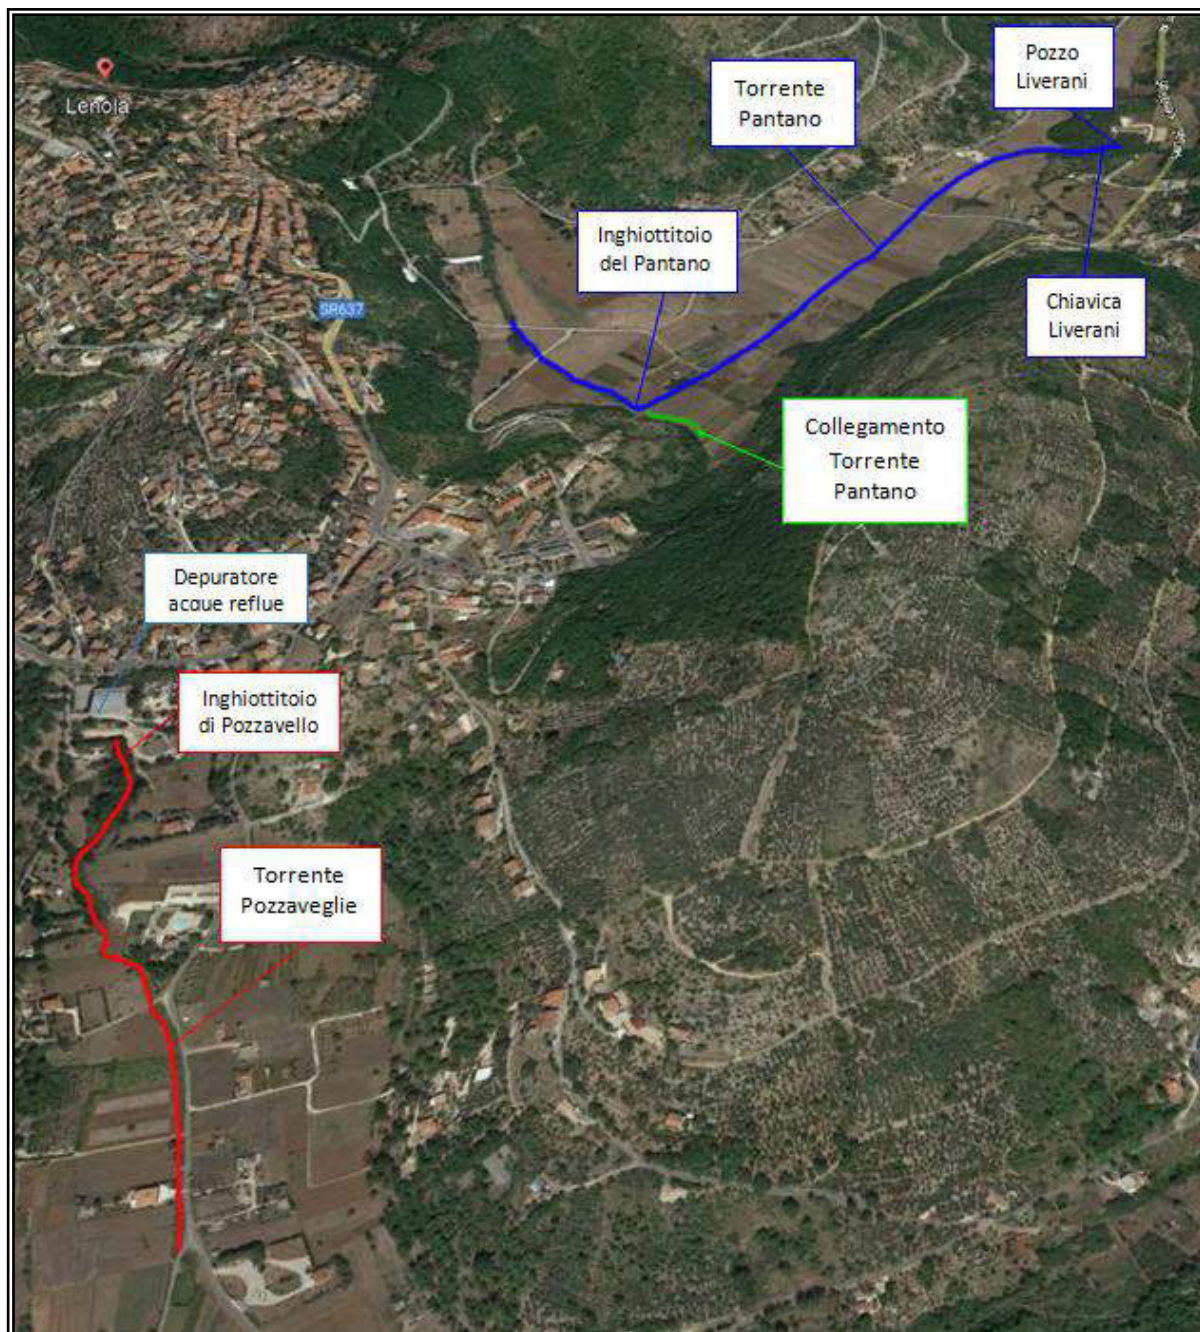 Pozzo
Liverani
Torrente
Pantano
Lenola
Inghiottitoio
del Pantano
Chiavica
Liverani
SR637
Collegamento
Torrente
Pantano
Depuratore
acque reflue
Inghiottitoio
di Pozzavello
Torrente
Pozzaveglie